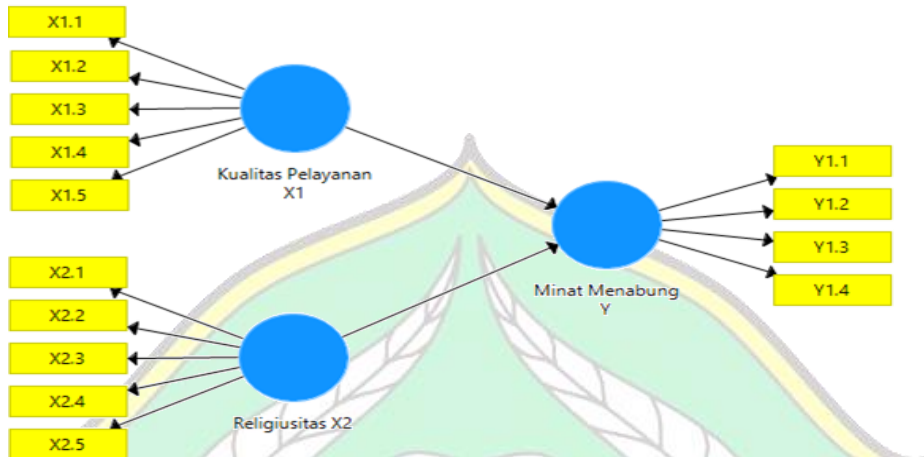 X1.1
X1.2
X1.3
X1.4
X1.5
Kualitas Pelayanan
X1
X2.1
X2.2
X2.3
X2.4
X2.5
Religiusitas X2
Minat Menabung
Y
Y1.1
Y1.2
Y1.3
Y1.4